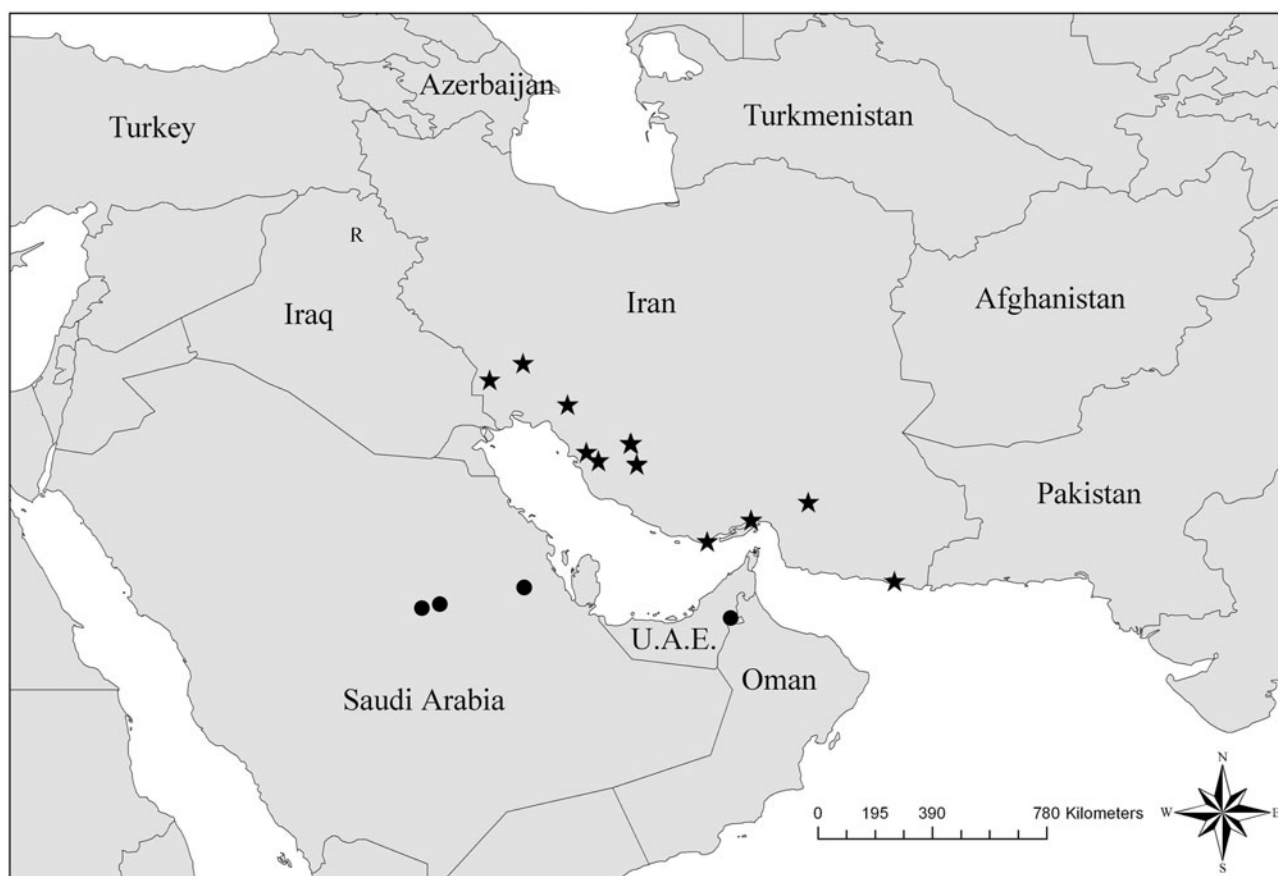 Azerbaijan
Turkey
Turkmenistan
R
Iraq
Iran
Afghanistan
Pakistan
U.A.E.
Saudi Arabia
Oman
N
W
E
S
0 195 390 780 Kilometers